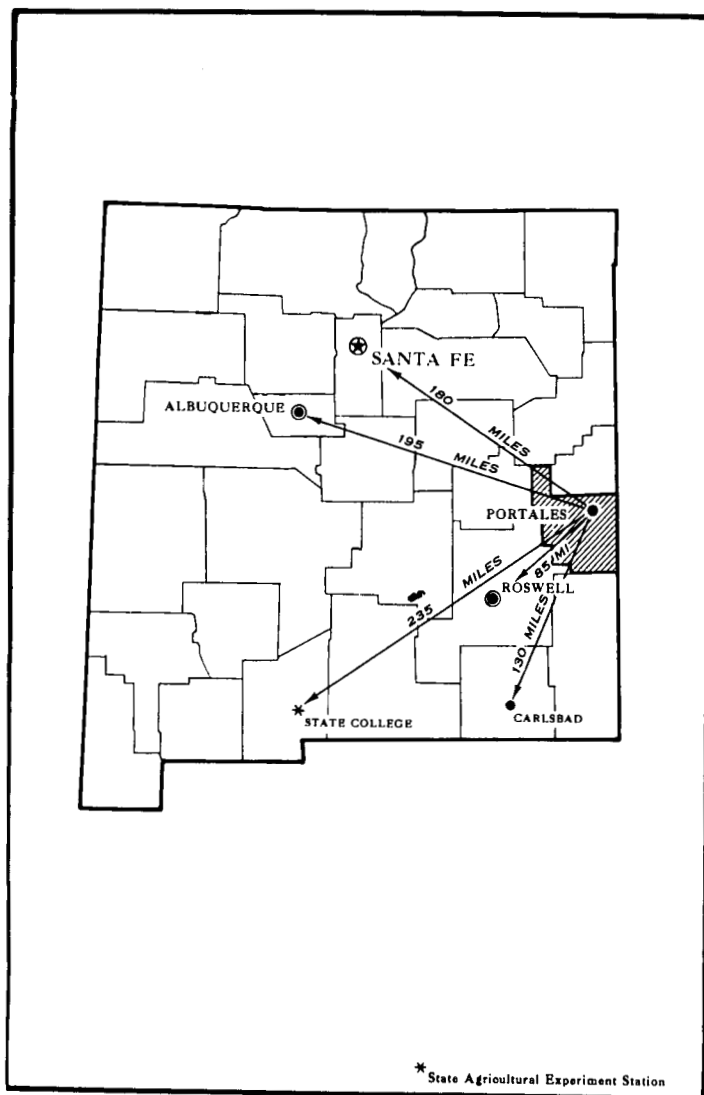 SANTA FE
180 MILES
ALBUQUERQUE
195 MILES
PORTALES
85 MI
ROSWELL
235 MILES
130 MILES
* STATE COLLEGE
CARLSBAD
* State Agricultural Experiment Station